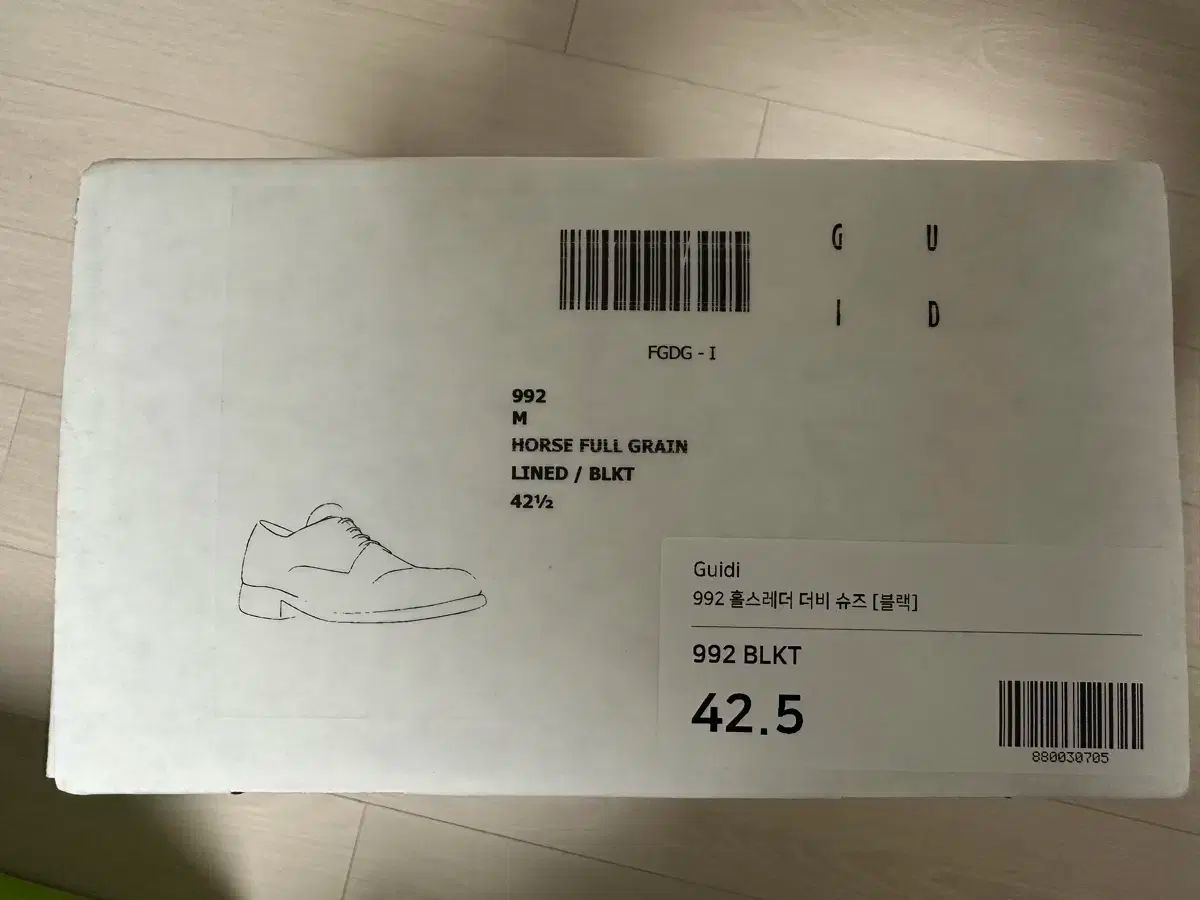 G U
I D
FGDG - I
992
M
HORSE FULL GRAIN
LINED / BLKT
42½
Guidi
992 홀스레더 더비 슈즈 [블랙]
992 BLKT
42.5
880030705